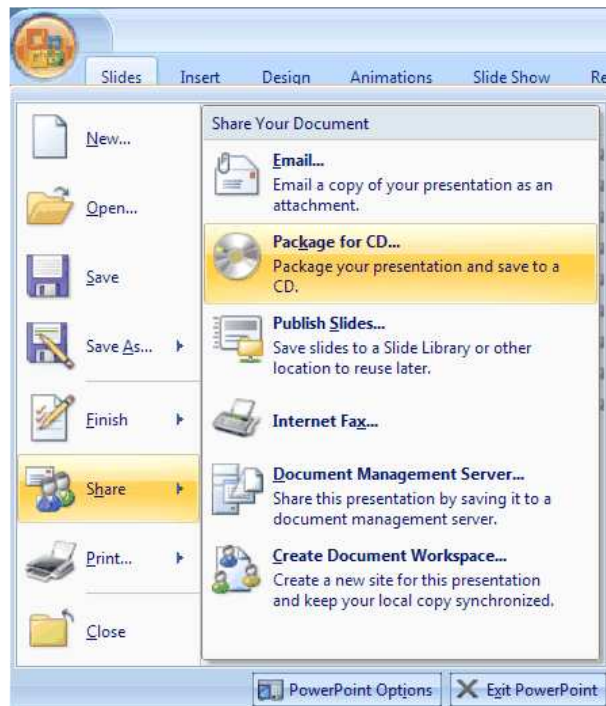 Slides Insert Design Animations Slide Show Re
New...
Open...
Save
Save As...
Finish
Share
Print...
Close
Share Your Document
Email...
Email a copy of your presentation as an
attachment.
Package for CD...
Package your presentation and save to a
CD.
Publish Slides...
Save slides to a Slide Library or other
location to reuse later.
Internet Fax...
Document Management Server...
Share this presentation by saving it to a
document management server.
Create Document Workspace...
Create a new site for this presentation
and keep your local copy synchronized.
PowerPoint Options Exit PowerPoint